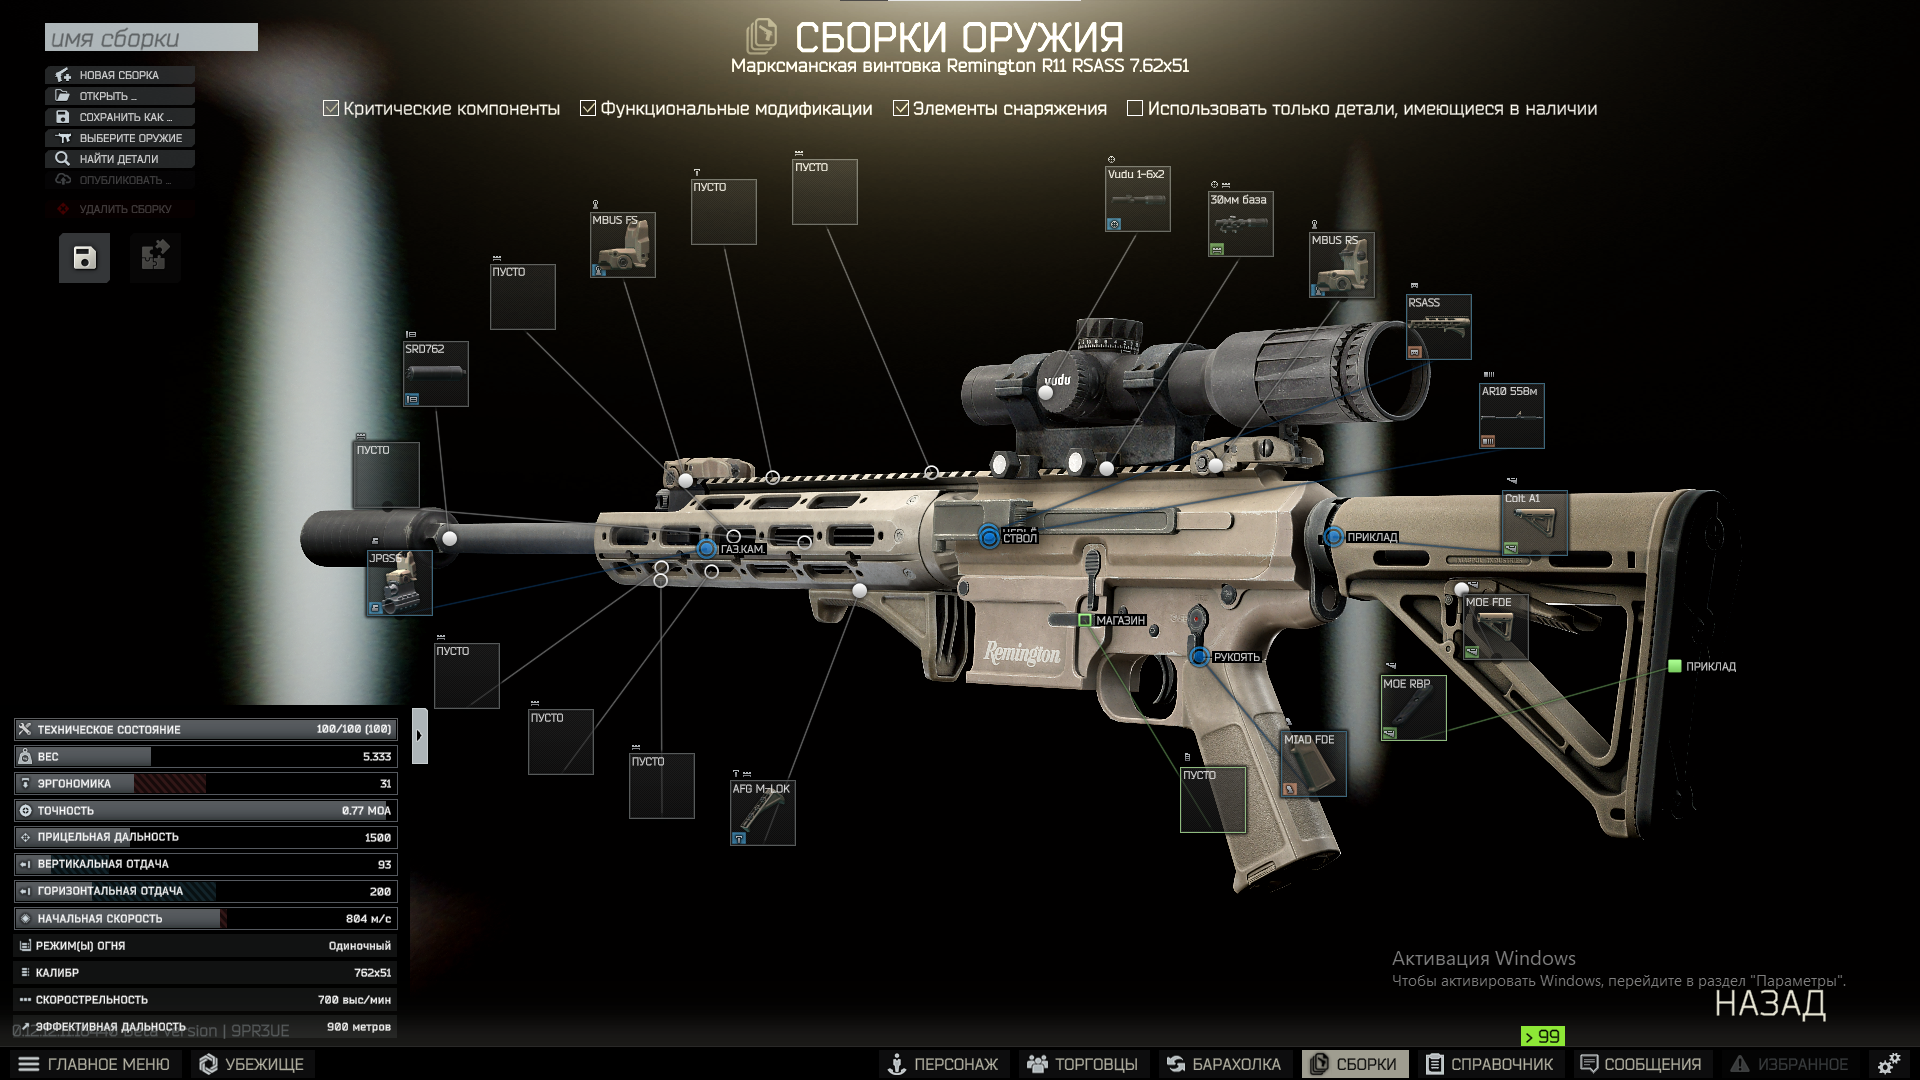 имя сборки
СБОРКИ ОРУЖИЯ
Марксманская винтовка Remington R11 RSASS 7.62x51
НОВАЯ СБОРКА
ОТКРЫТЬ ...
СОХРАНИТЬ КАК ...
ВЫБЕРИТЕ ОРУЖИЕ
НАЙТИ ДЕТАЛИ
ОПУБЛИКОВАТЬ ...
УДАЛИТЬ СБОРКУ
Критические компоненты
Функциональные модификации
Элементы снаряжения
Использовать только детали, имеющиеся в наличии
ПУСТО
ПУСТО
Vudu 1-6x2
30мм база
MBUS FS
MBUS RS
ПУСТО
RSASS
SRD762
AR10 558м
ПУСТО
vudu
Colt A1
ГАЗ.КАМ.
СТВОЛ
ПРИКЛАД
JPGS6
MOE FDE
МАГАЗИН
Remington
РУКОЯТЬ
ПРИКЛАД
ПУСТО
MOE RBP
ПУСТО
ПУСТО
AFG M-LOK
ПУСТО
MIAD FDE
ТЕХНИЧЕСКОЕ СОСТОЯНИЕ 100/100 (100)
ВЕС 5.333
ЭРГОНОМИКА 31
ТОЧНОСТЬ 0.77 MOA
ПРИЦЕЛЬНАЯ ДАЛЬНОСТЬ 1500
ВЕРТИКАЛЬНАЯ ОТДАЧА 93
ГОРИЗОНТАЛЬНАЯ ОТДАЧА 200
НАЧАЛЬНАЯ СКОРОСТЬ 804 м/с
РЕЖИМ(Ы) ОГНЯ Одиночный
КАЛИБР 762x51
СКОРОСТРЕЛЬНОСТЬ 700 выс/мин
ЭФФЕКТИВНАЯ ДАЛЬНОСТЬ 900 метров
Beta version | 9PR3UE
Активация Windows
Чтобы активировать Windows, перейдите в раздел "Параметры".
НАЗАД
> 99
ГЛАВНОЕ МЕНЮ
УБЕЖИЩЕ
ПЕРСОНАЖ
ТОРГОВЦЫ
БАРАХОЛКА
СБОРКИ
СПРАВОЧНИК
СООБЩЕНИЯ
ИЗБРАННОЕ